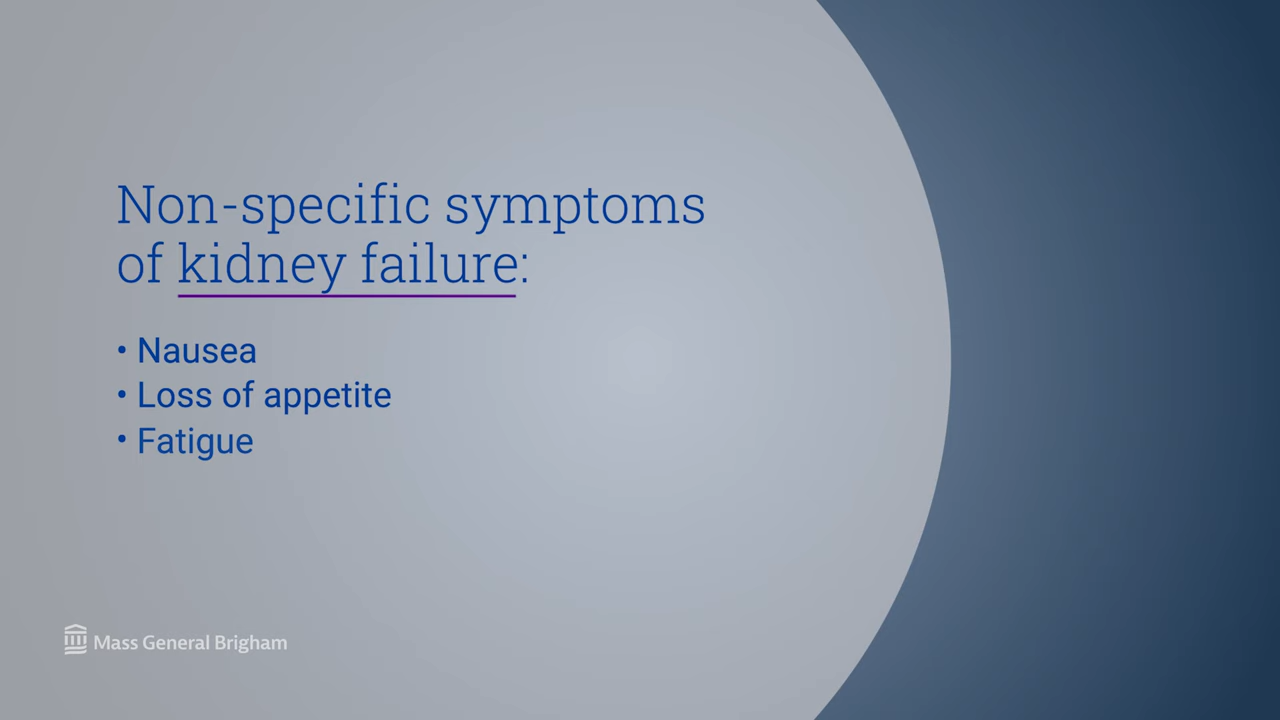 Non-specific symptoms
of kidney failure:
• Nausea
• Loss of appetite
• Fatigue
Mass General Brigham